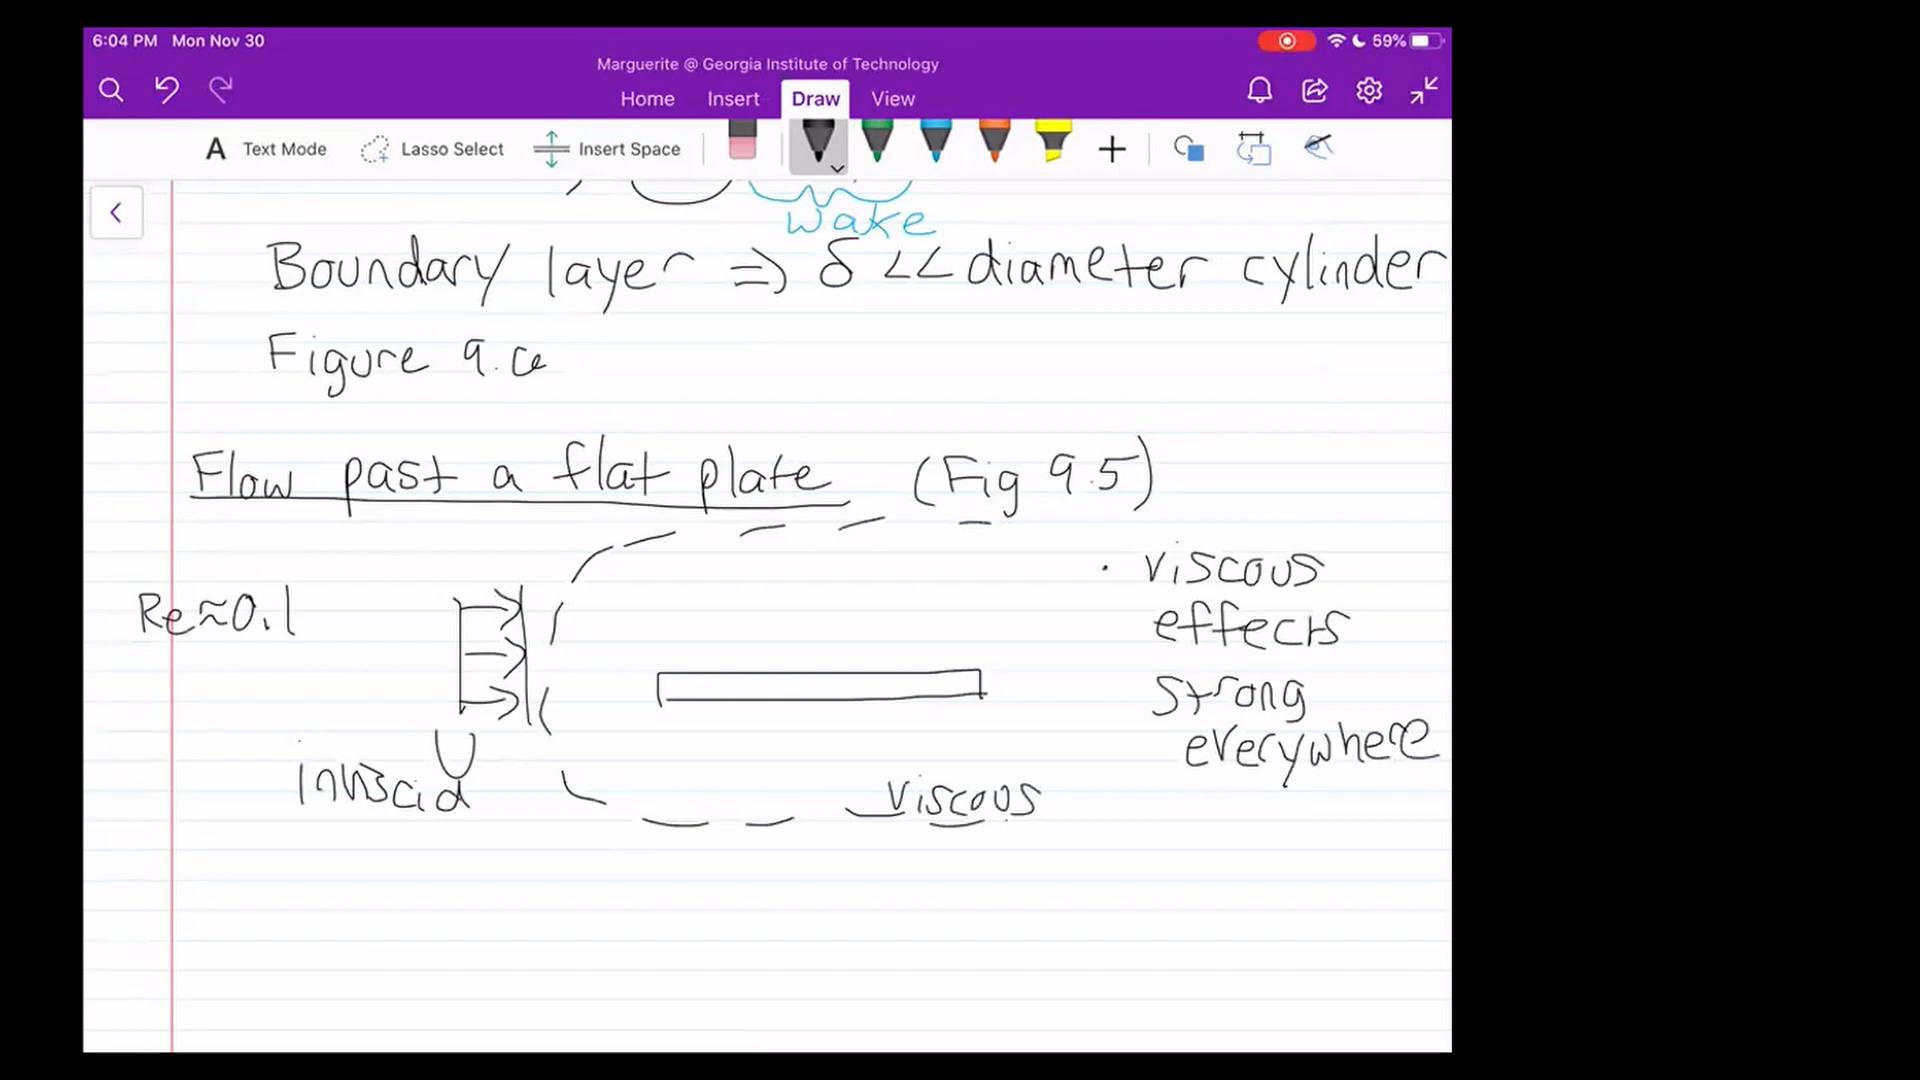 6:04 PM Mon Nov 30
59%
Marguerite @ Georgia Institute of Technology
Home Insert Draw View
A Text Mode Lasso Select Insert Space
wake
Boundary layer => δ << diameter cylinder
Figure 9.
Flow past a flat plate (Fig 9.5)
Re≈0.1
U
inviscid
viscous
• viscous
effects
strong
everywhere